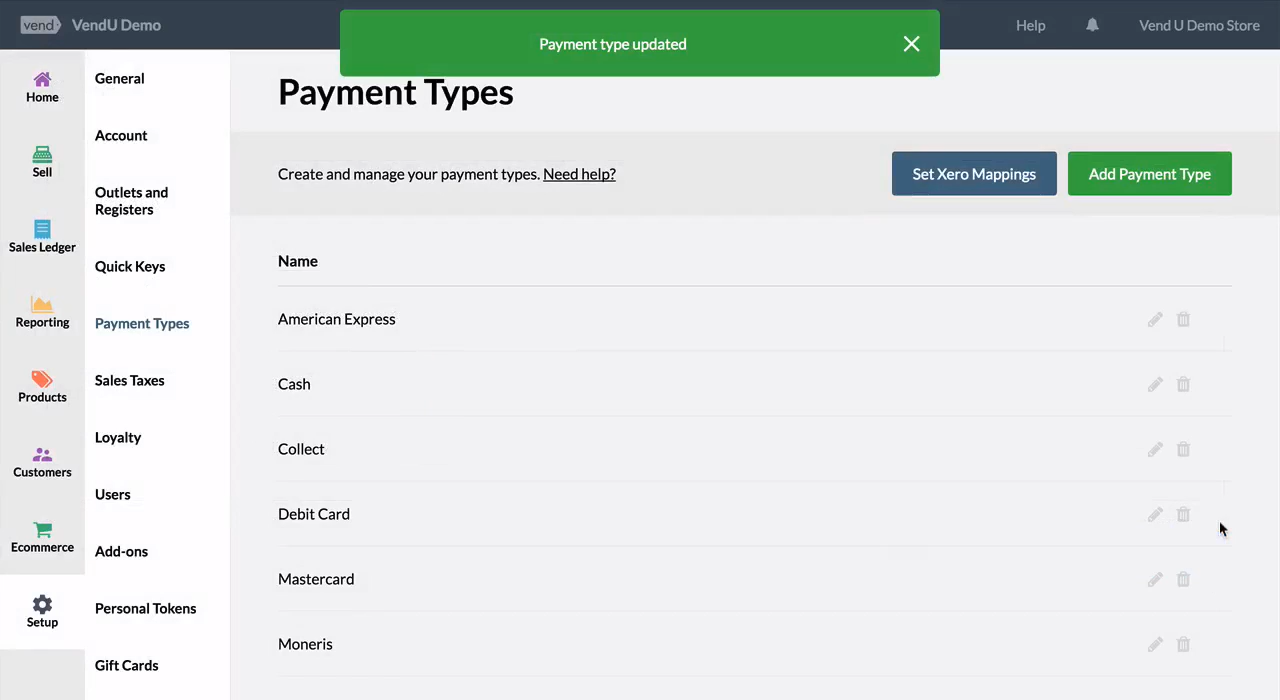 vend VendU Demo
Payment type updated
Help
Vend U Demo Store
Home
Sell
Sales Ledger
Reporting
Products
Customers
Ecommerce
Setup
General
Account
Outlets and
Registers
Quick Keys
Payment Types
Sales Taxes
Loyalty
Users
Add-ons
Personal Tokens
Gift Cards
Payment Types
Create and manage your payment types. Need help?
Set Xero Mappings
Add Payment Type
Name
American Express
Cash
Collect
Debit Card
Mastercard
Moneris